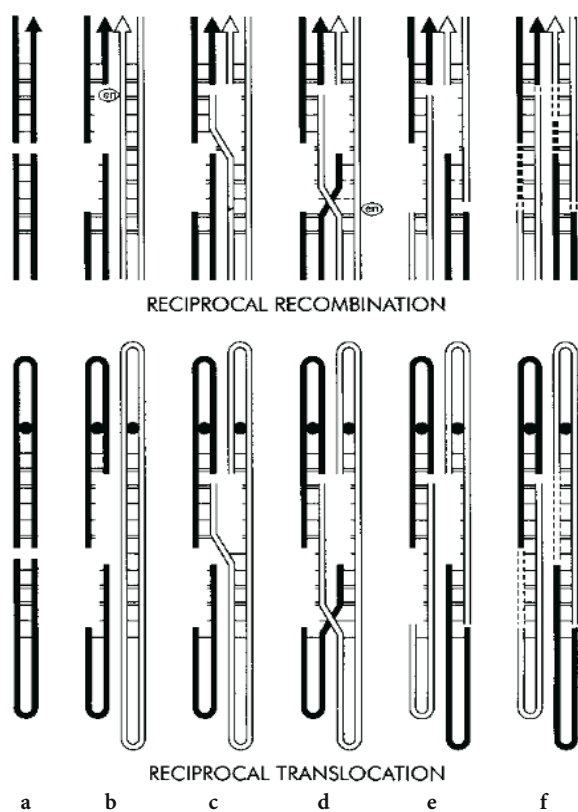 en
en
RECIPROCAL RECOMBINATION
RECIPROCAL TRANSLOCATION
a b c d e f